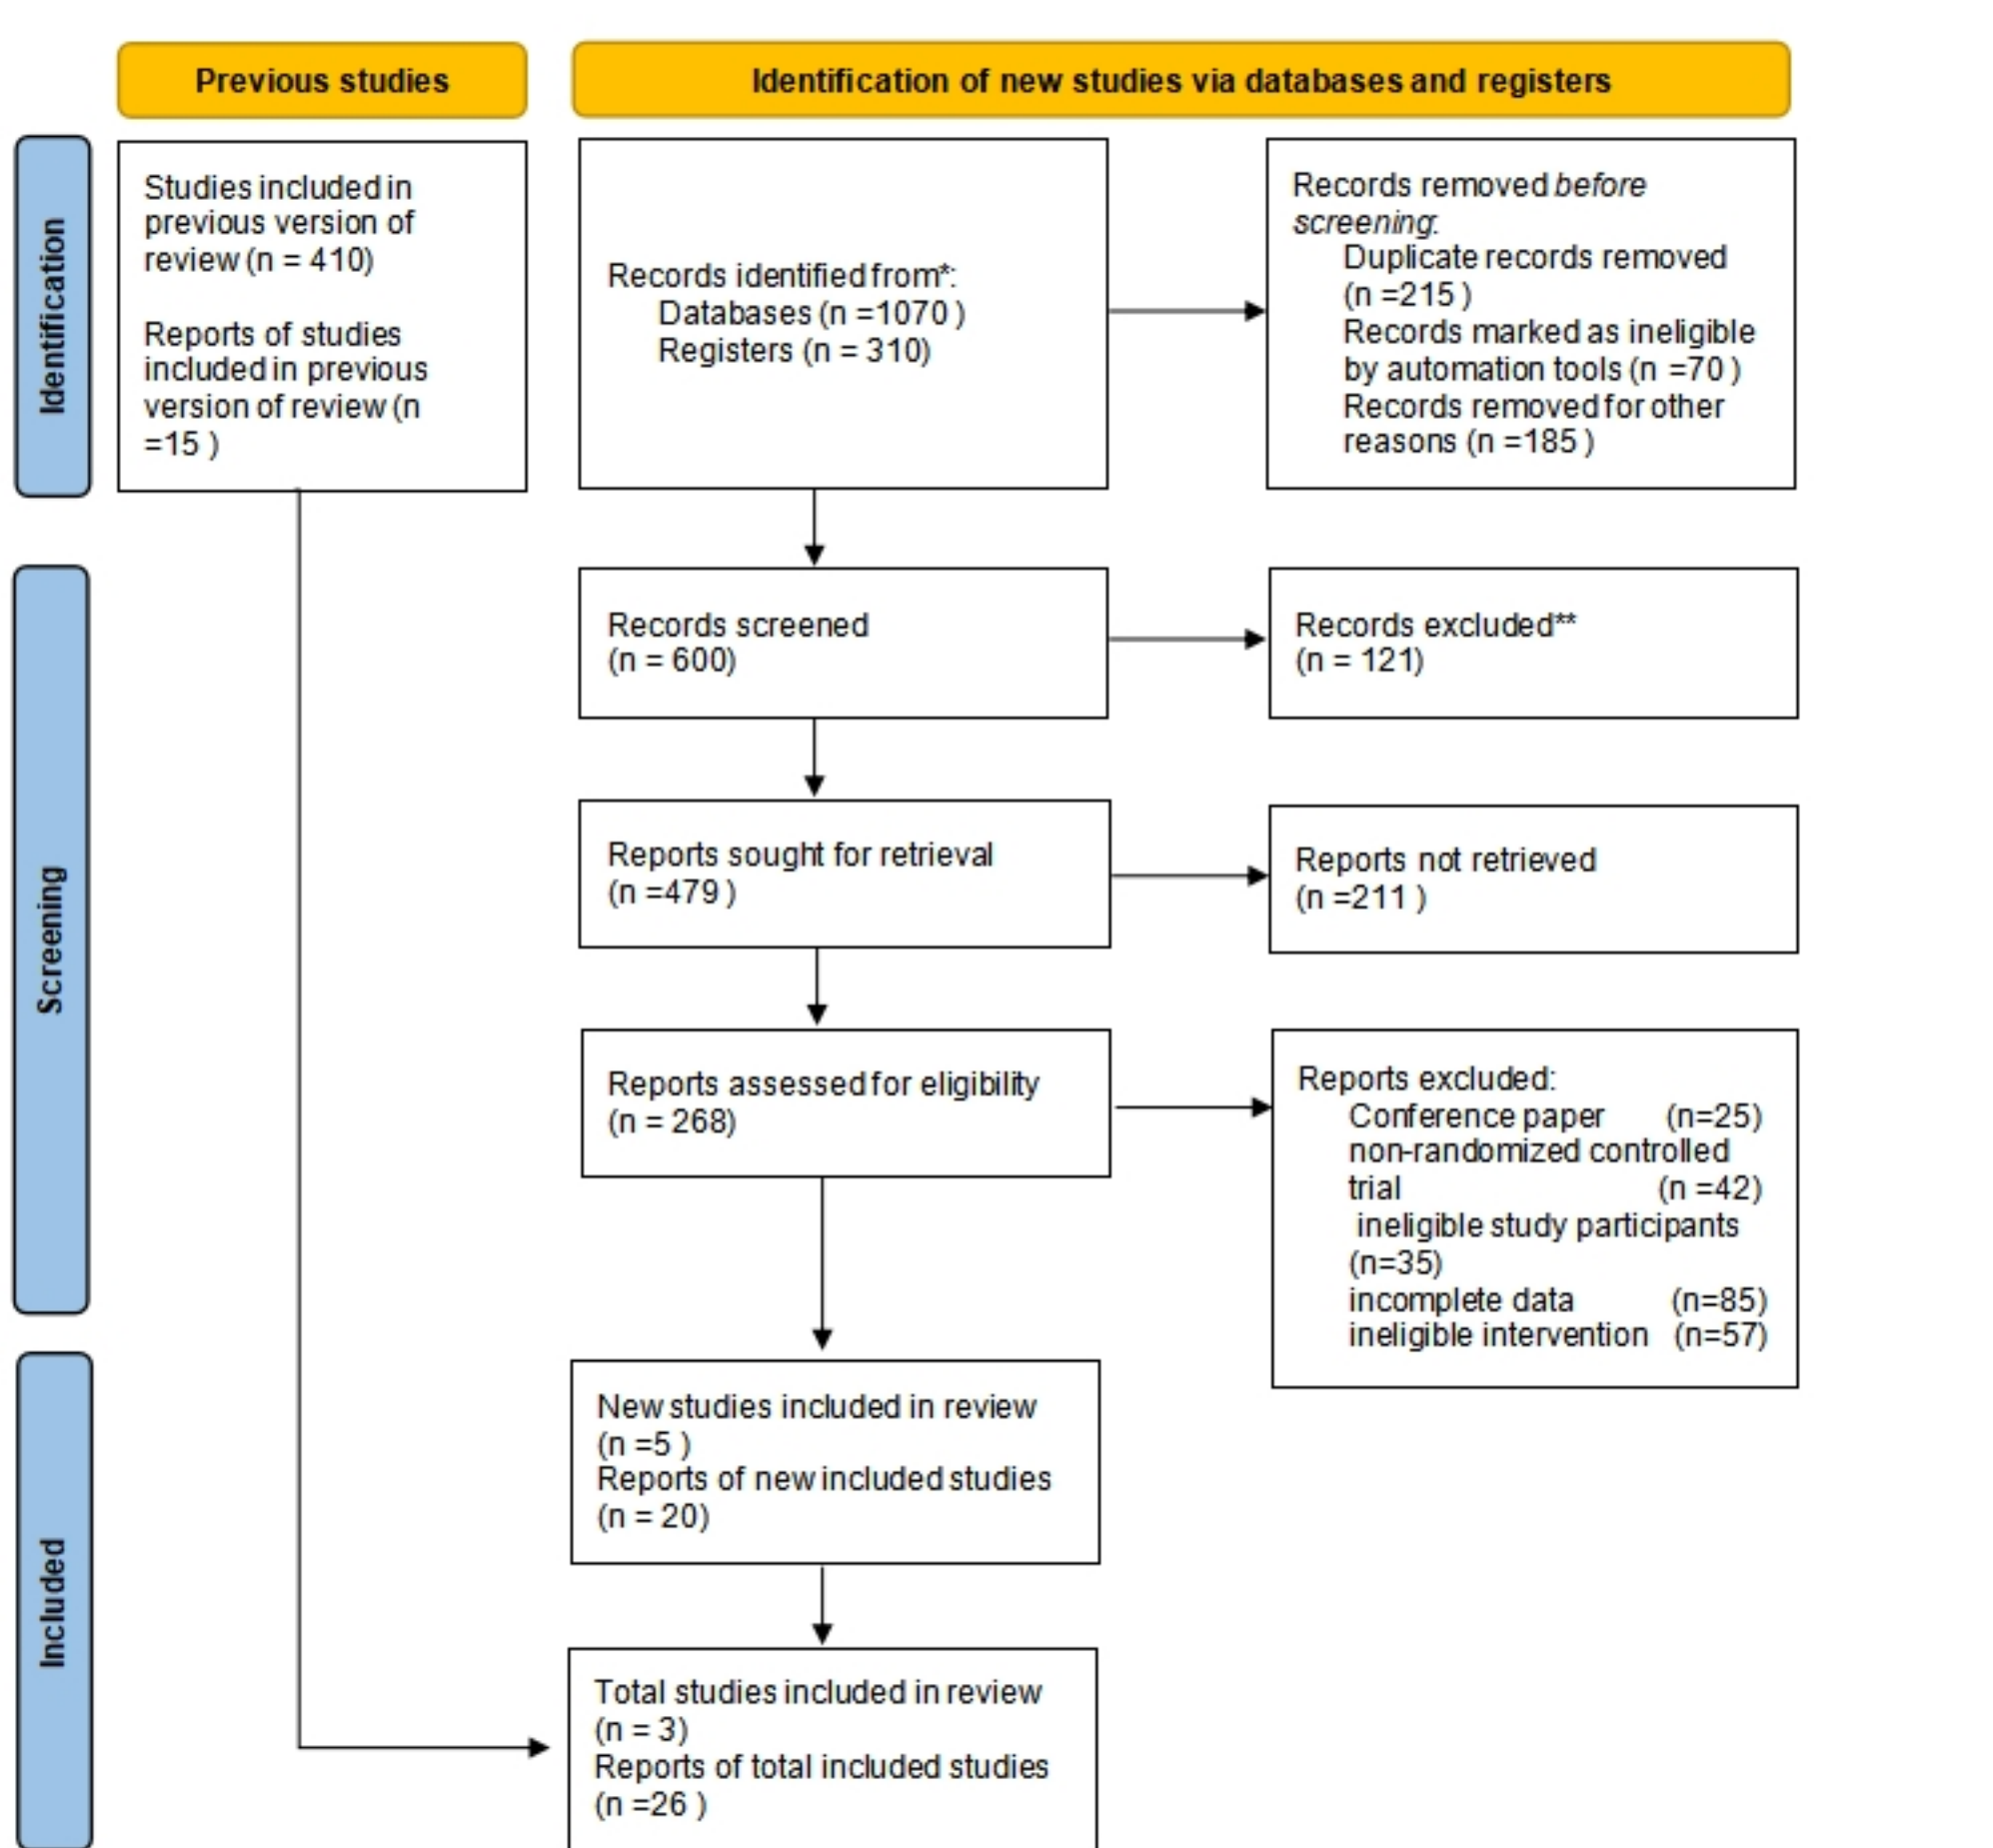 Previous studies
Identification of new studies via databases and registers
Identification
Studies included in
previous version of
review (n = 410)
Reports of studies
included in previous
version of review (n
=15 )
Records identified from*:
Databases (n =1070 )
Registers (n = 310)
Records removed before
screening:
Duplicate records removed
(n =215 )
Records marked as ineligible
by automation tools (n =70 )
Records removed for other
reasons (n =185 )
Screening
Records screened
(n = 600)
Records excluded**
(n = 121)
Reports sought for retrieval
(n =479 )
Reports not retrieved
(n =211 )
Reports assessed for eligibility
(n = 268)
Reports excluded:
Conference paper (n=25)
non-randomized controlled
trial (n =42)
ineligible study participants
(n=35)
incomplete data (n=85)
ineligible intervention (n=57)
Included
New studies included in review
(n =5 )
Reports of new included studies
(n = 20)
Total studies included in review
(n = 3)
Reports of total included studies
(n =26 )